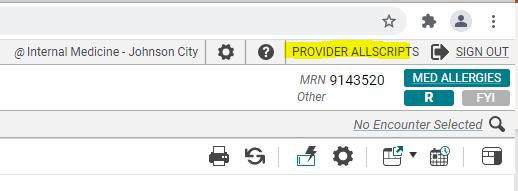 @ Internal Medicine - Johnson City PROVIDER ALLSCRIPTS SIGN OUT
MRN 9143520 MED ALLERGIES
Other R FYI
No Encounter Selected